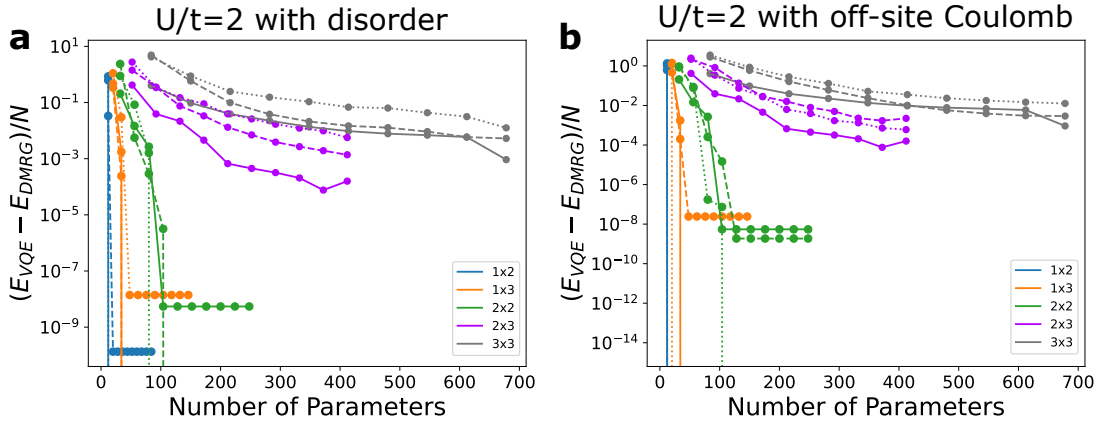 a
U/t=2 with disorder
(E_VQE − E_DMRG)/N
10^1
10^-1
10^-3
10^-5
10^-7
10^-9
0 100 200 300 400 500 600 700
Number of Parameters
1x2
1x3
2x2
2x3
3x3
b
U/t=2 with off-site Coulomb
(E_VQE − E_DMRG)/N
10^0
10^-2
10^-4
10^-6
10^-8
10^-10
10^-12
10^-14
0 100 200 300 400 500 600 700
Number of Parameters
1x2
1x3
2x2
2x3
3x3